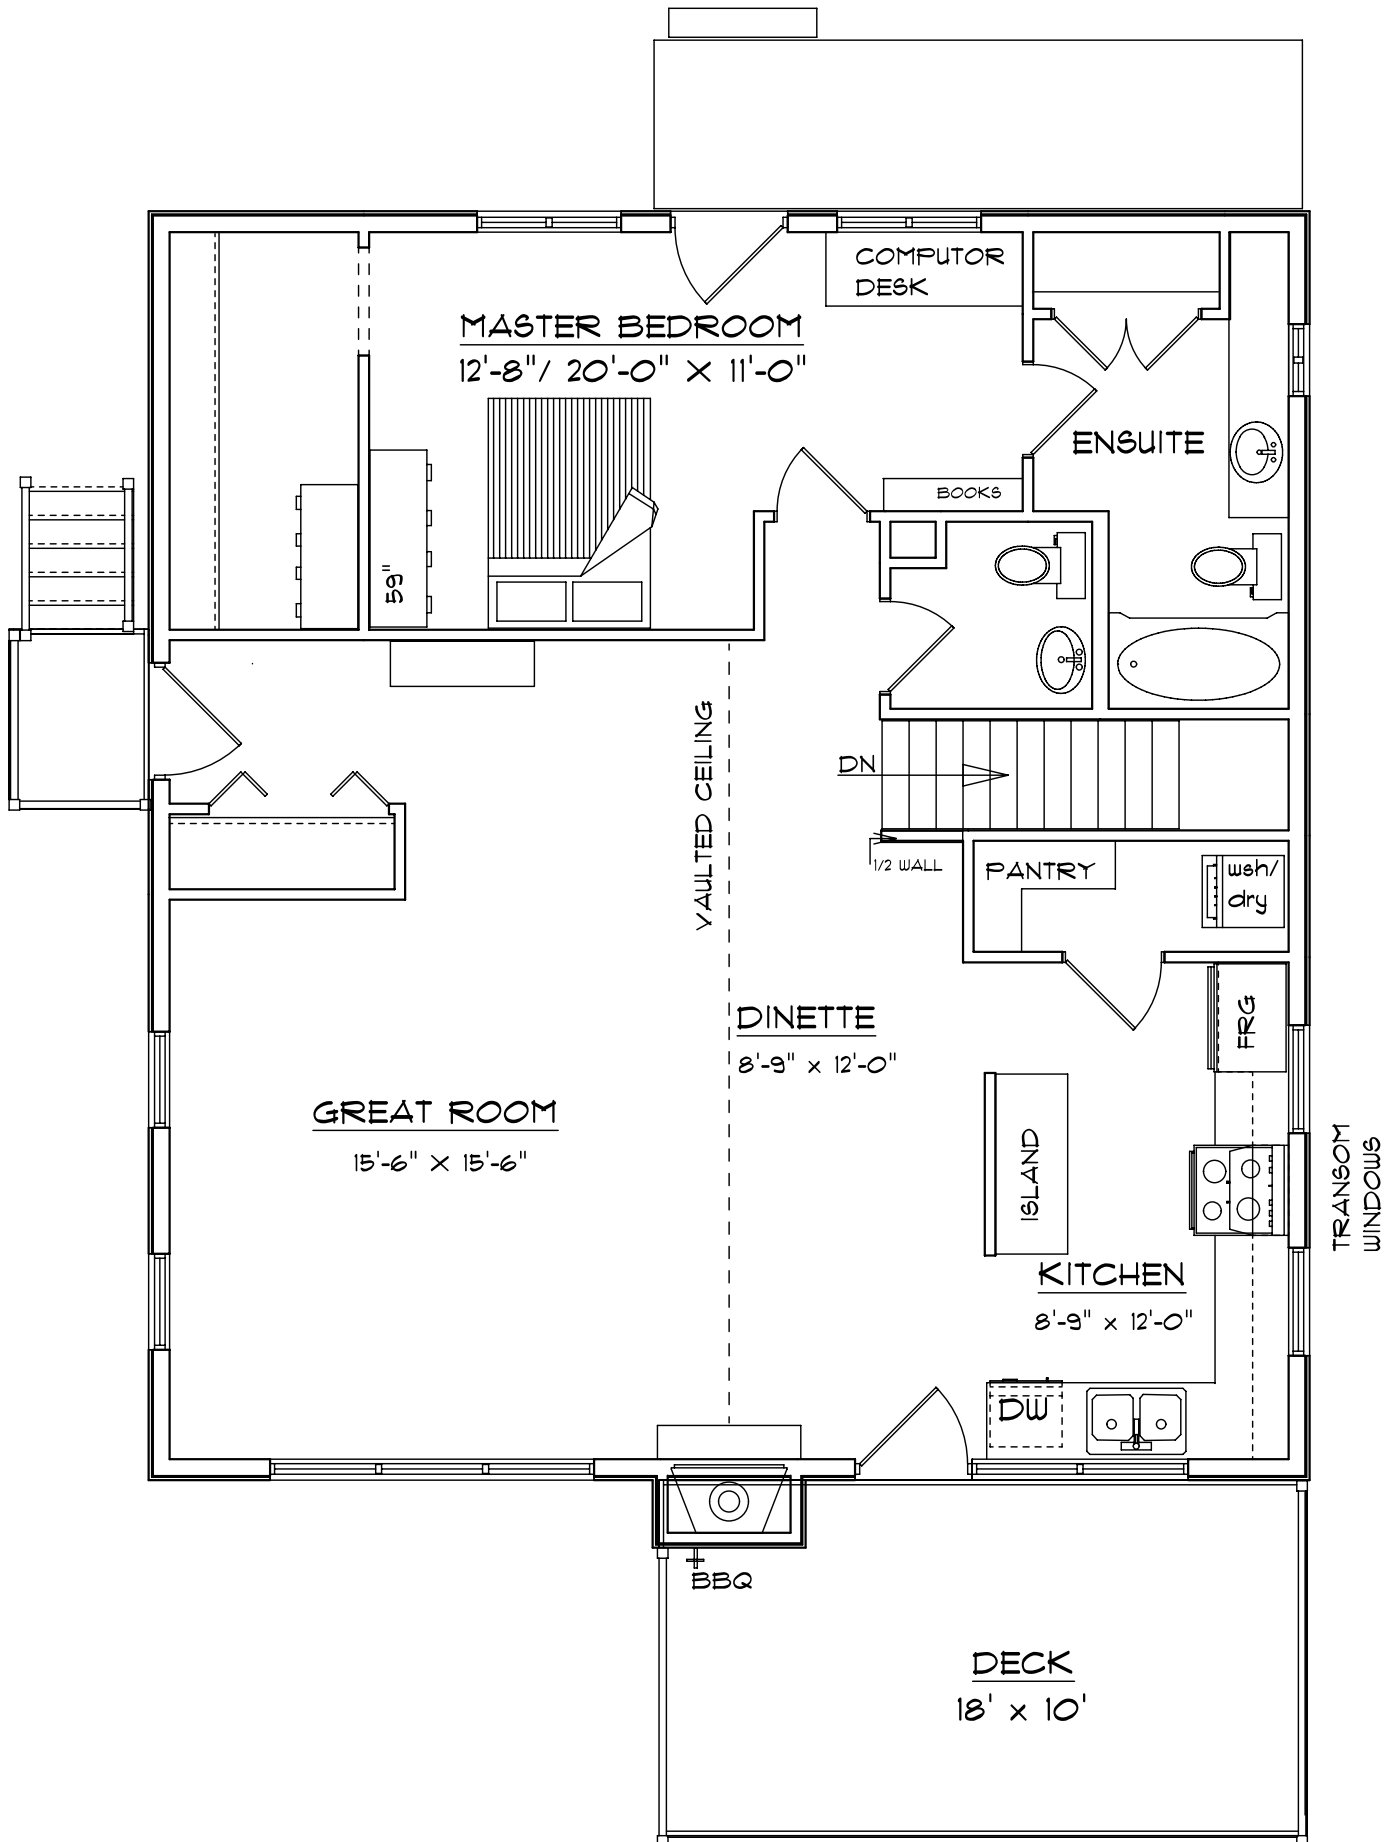 COMPUTOR
DESK
MASTER BEDROOM
12'-8"/ 20'-0" X 11'-0"
ENSUITE
BOOKS
59"
VAULTED CEILING
DN
1/2 WALL
PANTRY
wsh/
dry
FRG
DINETTE
8'-9" x 12'-0"
GREAT ROOM
15'-6" X 15'-6"
ISLAND
TRANSOM
WINDOWS
KITCHEN
8'-9" x 12'-0"
DW
BBQ
DECK
18' x 10'